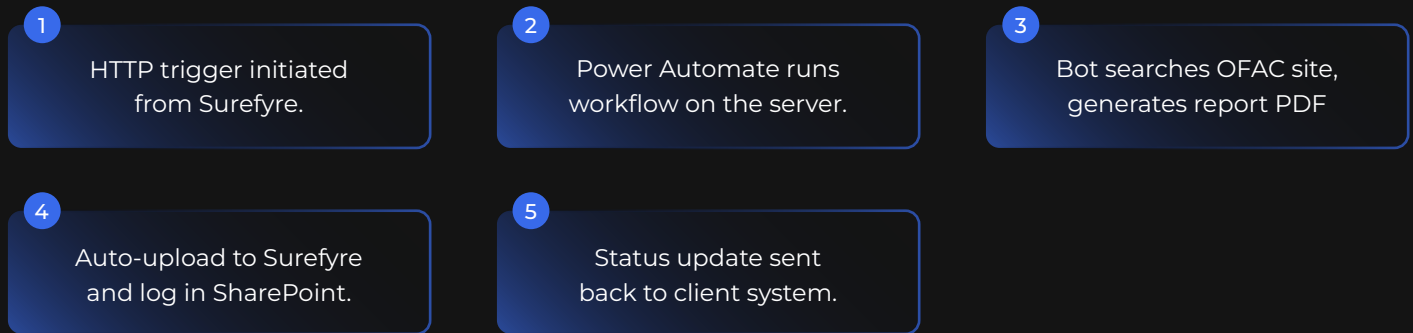 1
HTTP trigger initiated
from Surefyre.
2
Power Automate runs
workflow on the server.
3
Bot searches OFAC site,
generates report PDF
4
Auto-upload to Surefyre
and log in SharePoint.
5
Status update sent
back to client system.